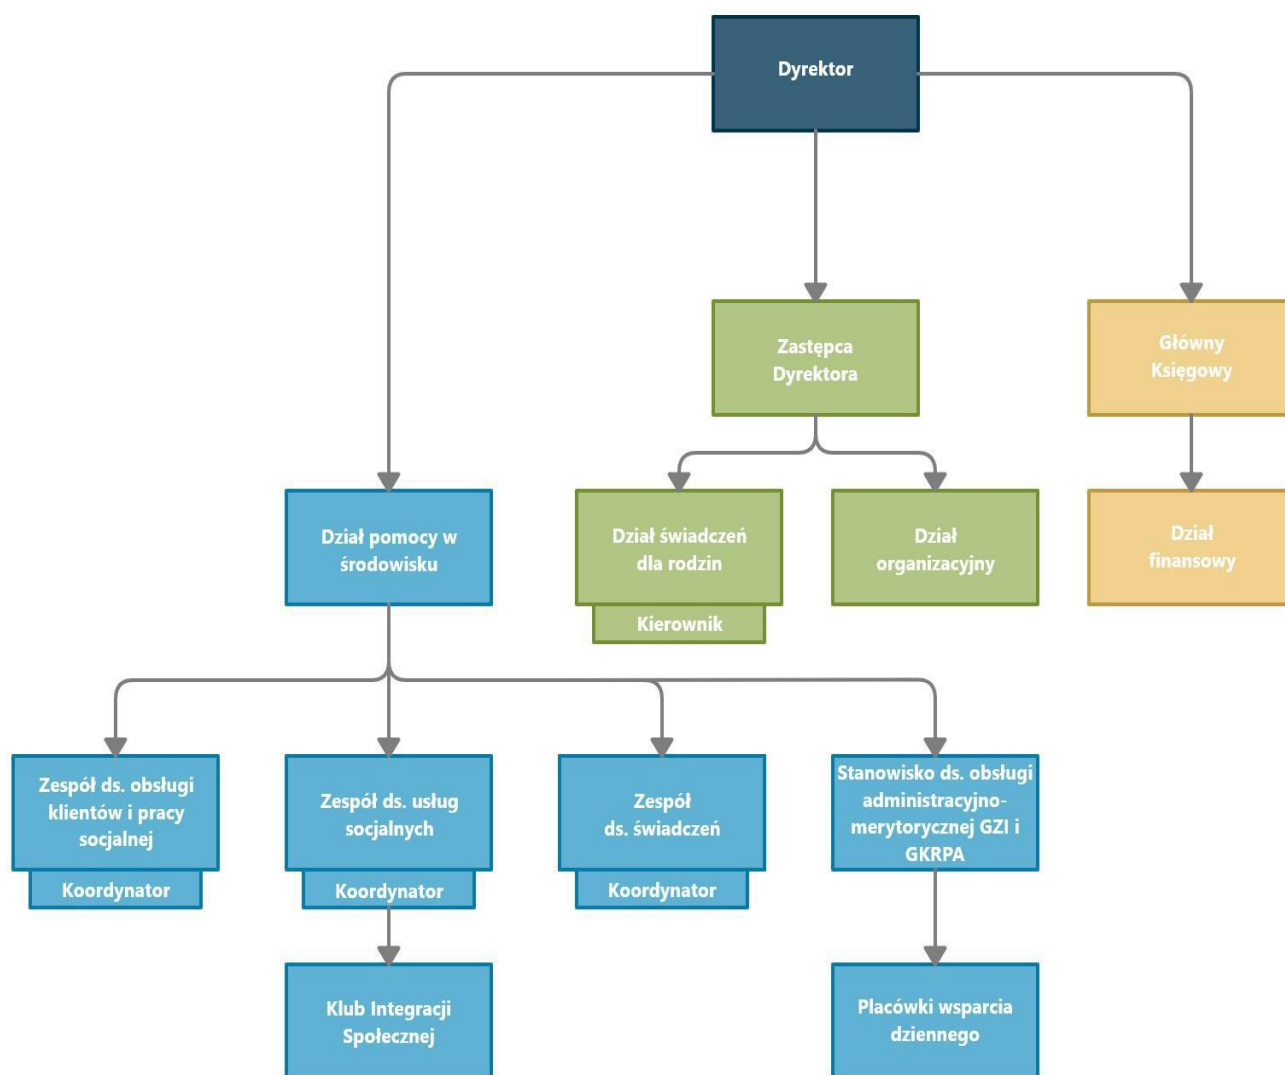 Dyrektor
Zastępca
Dyrektora
Główny
Księgowy
Dział pomocy w
środowisku
Dział świadczeń
dla rodzin
Kierownik
Dział
organizacyjny
Dział
finansowy
Zespół ds. obsługi
klientów i pracy
socjalnej
Koordynator
Zespół ds. usług
socjalnych
Koordynator
Zespół
ds. świadczeń
Koordynator
Stanowisko ds. obsługi
administracyjno-
merytorycznej GZI i
GKRPA
Klub Integracji
Społecznej
Placówki wsparcia
dziennego